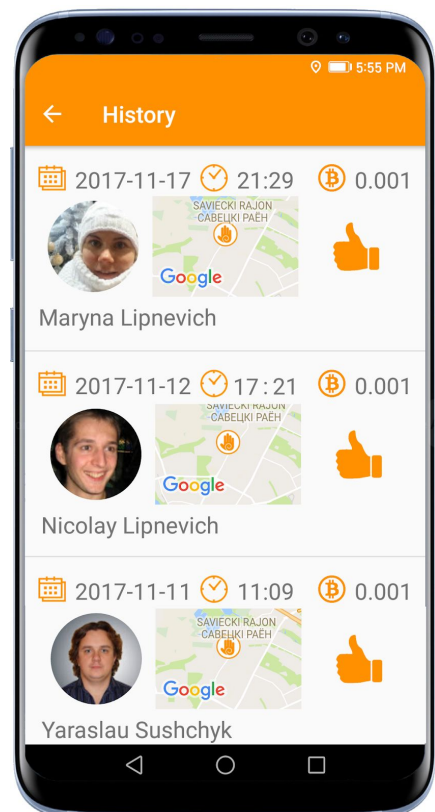 5:55 PM
History
2017-11-17 21:29 0.001
SAVIECKI RAJON
САВЕЦКІ РАЁН
Google
Maryna Lipnevich
2017-11-12 17:21 0.001
SAVIECKI RAJON
САВЕЦКІ РАЁН
Google
Nicolay Lipnevich
2017-11-11 11:09 0.001
SAVIECKI RAJON
САВЕЦКІ РАЁН
Google
Yaraslau Sushchyk